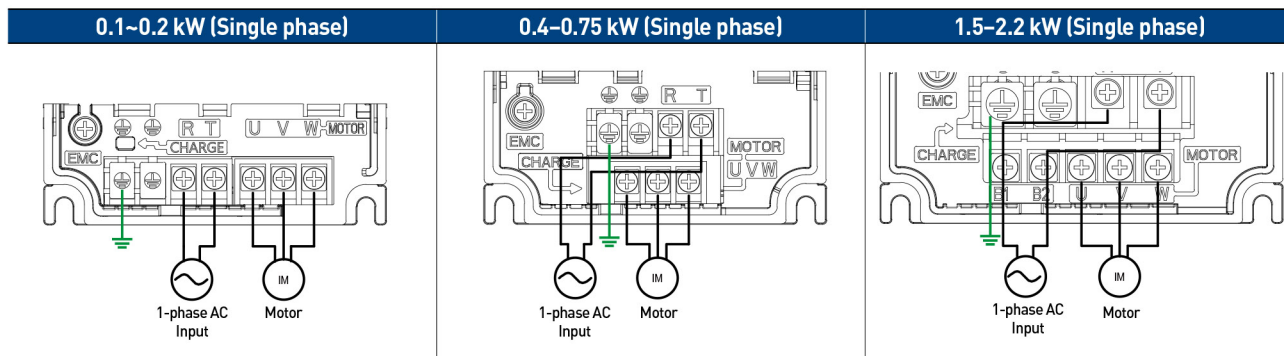 0.1~0.2 kW (Single phase)
R T U V W MOTOR
CHARGE
EMC
IM
1-phase AC
Input
Motor
0.4–0.75 kW (Single phase)
R T
EMC
MOTOR
CHARGE
U V W
IM
1-phase AC
Input
Motor
1.5–2.2 kW (Single phase)
EMC
CHARGE
MOTOR
B1 B2 U V W
IM
1-phase AC
Input
Motor